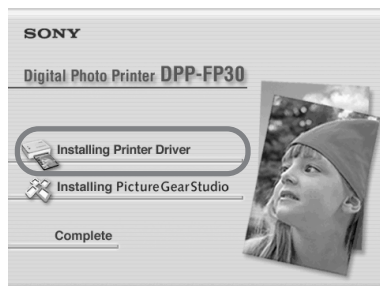 SONY
Digital Photo Printer DPP-FP30
Installing Printer Driver
Installing PictureGearStudio
Complete